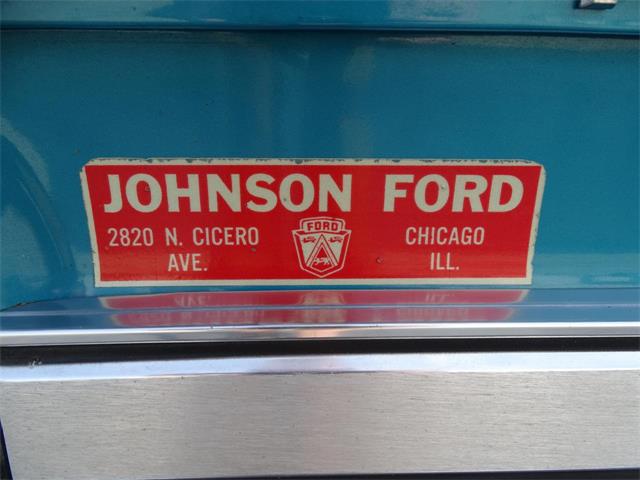 JOHNSON FORD
2820 N. CICERO AVE.
FORD
CHICAGO ILL.